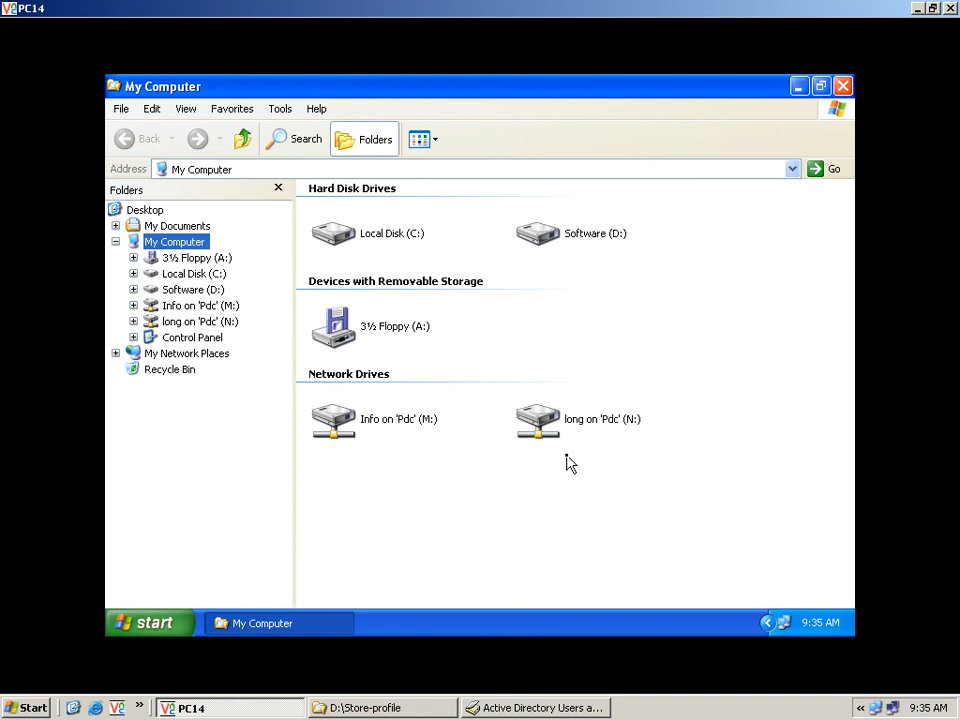 PC14
My Computer
File Edit View Favorites Tools Help
Back Search Folders
Address My Computer Go
Folders
Desktop
My Documents
My Computer
3½ Floppy (A:)
Local Disk (C:)
Software (D:)
Info on 'Pdc' (M:)
long on 'Pdc' (N:)
Control Panel
My Network Places
Recycle Bin
Hard Disk Drives
Local Disk (C:) Software (D:)
Devices with Removable Storage
3½ Floppy (A:)
Network Drives
Info on 'Pdc' (M:) long on 'Pdc' (N:)
start My Computer 9:35 AM
Start PC14 D:\Store-profile Active Directory Users a... 9:35 AM